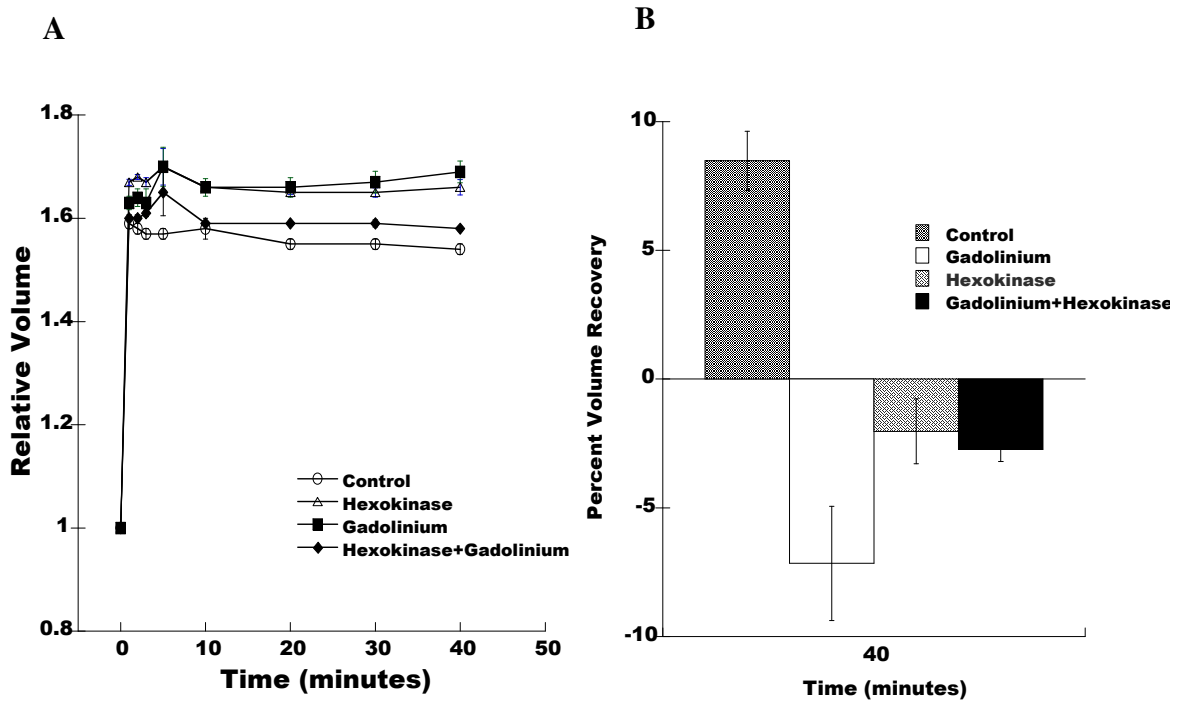 A
1.8
1.6
1.4
1.2
1
0.8
Relative Volume
Control
Hexokinase
Gadolinium
Hexokinase+Gadolinium
0 10 20 30 40 50
Time (minutes)
B
10
5
0
-5
-10
Percent Volume Recovery
Control
Gadolinium
Hexokinase
Gadolinium+Hexokinase
40
Time (minutes)